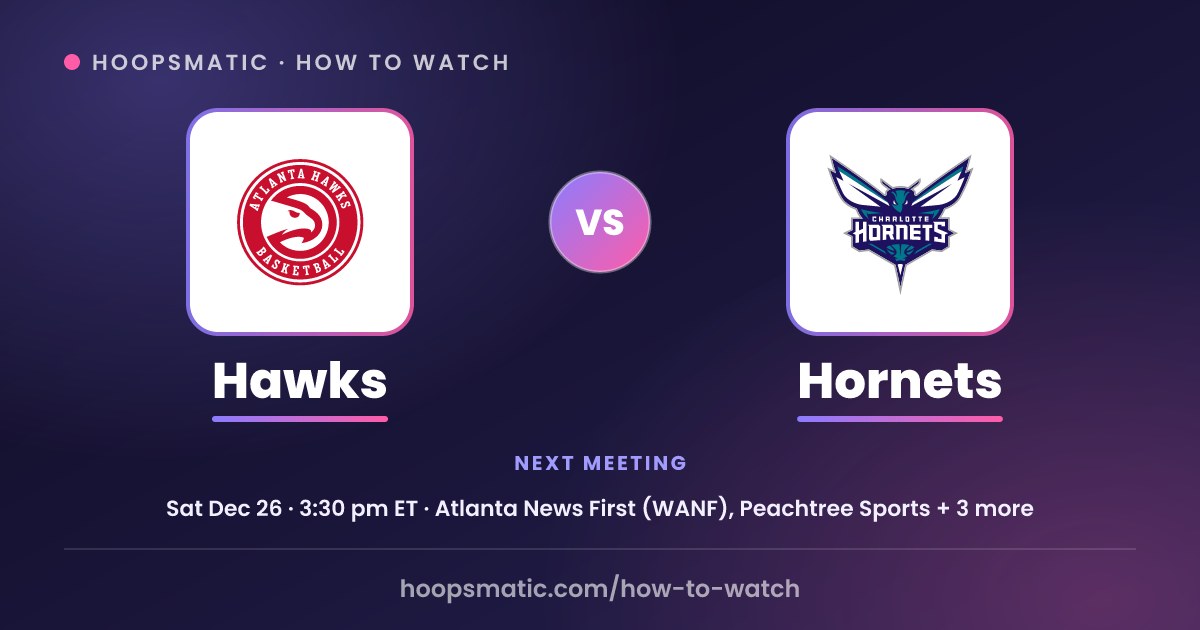 HOOPSMATIC · HOW TO WATCH
ATLANTA HAWKS
BASKETBALL
VS
CHARLOTTE
HORNETS
Hawks
Hornets
NEXT MEETING
Sat Dec 26 · 3:30 pm ET · Atlanta News First (WANF), Peachtree Sports + 3 more
hoopsmatic.com/how-to-watch